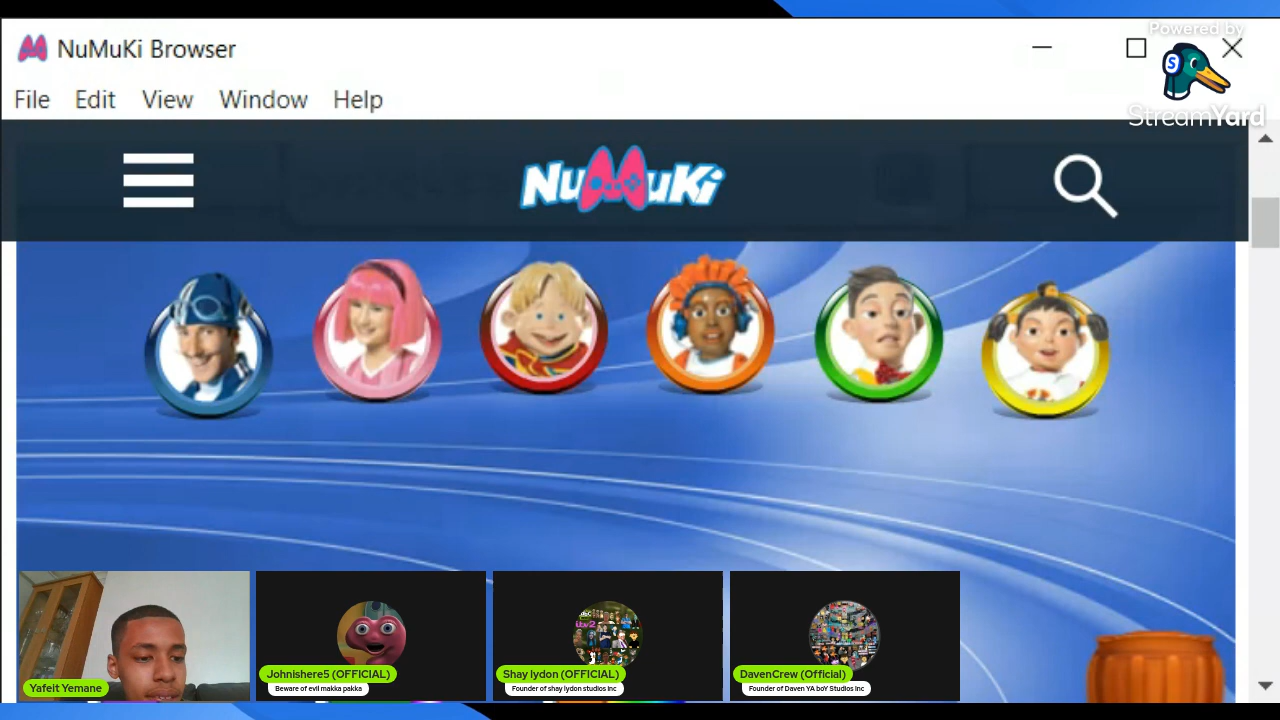 NuMuKi Browser
Powered by
StreamYard
File Edit View Window Help
NuMuKi
Yafeit Yemane
Johnishere5 (OFFICIAL)
Beware of evil makka pakka
Shay lydon (OFFICIAL)
Founder of shay lydon studios inc
DavenCrew (Official)
Founder of Daven YA boY Studios Inc